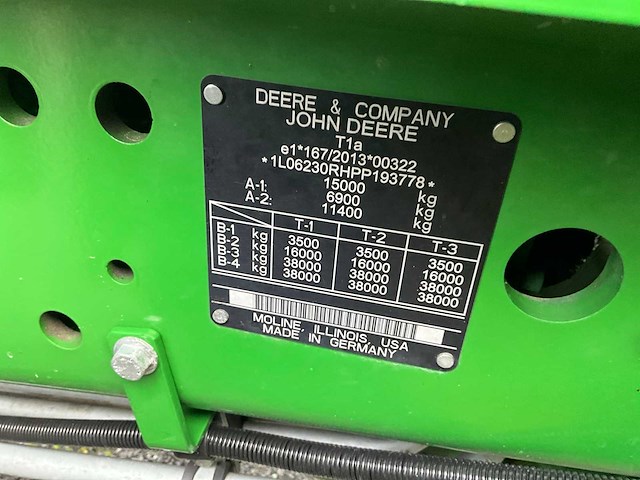 DEERE & COMPANY
JOHN DEERE
T1a
e1*167/2013*00322
*1L06230RHPP193778*
15000 kg
A-1: 6900 kg
A-2: 11400 kg
T-1 T-2 T-3
B-1 kg 3500 3500 3500
B-2 kg 16000 16000 16000
B-3 kg 38000 38000 38000
B-4 kg 38000 38000 38000
MOLINE, ILLINOIS, USA
MADE IN GERMANY